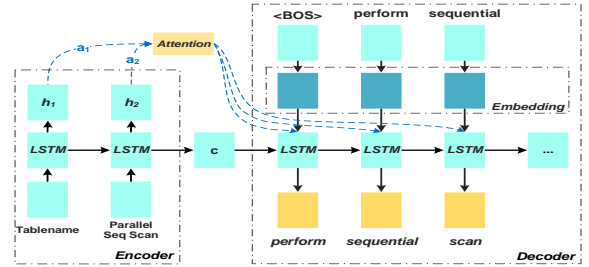 <BOS> perform sequential
a₁ Attention
a₂
h₁ h₂
Embedding
LSTM LSTM c LSTM LSTM LSTM ...
Tablename Parallel
Seq Scan
perform sequential scan
Encoder Decoder